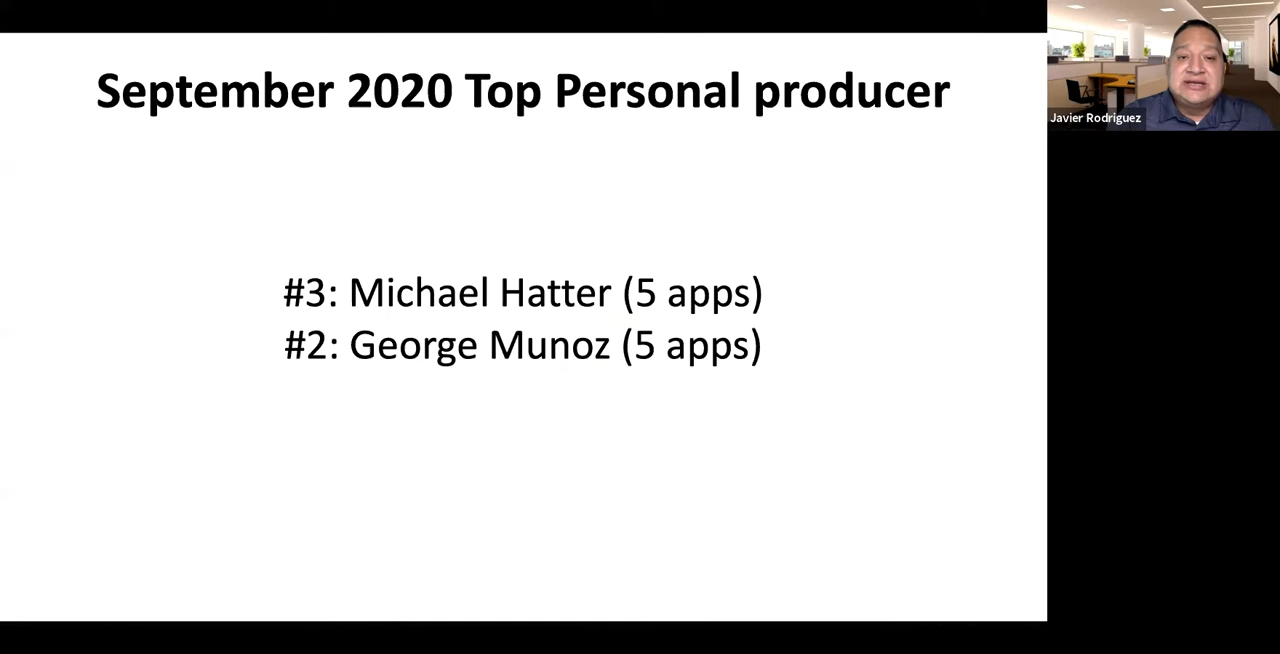 September 2020 Top Personal producer
#3: Michael Hatter (5 apps)
#2: George Munoz (5 apps)
Javier Rodriguez